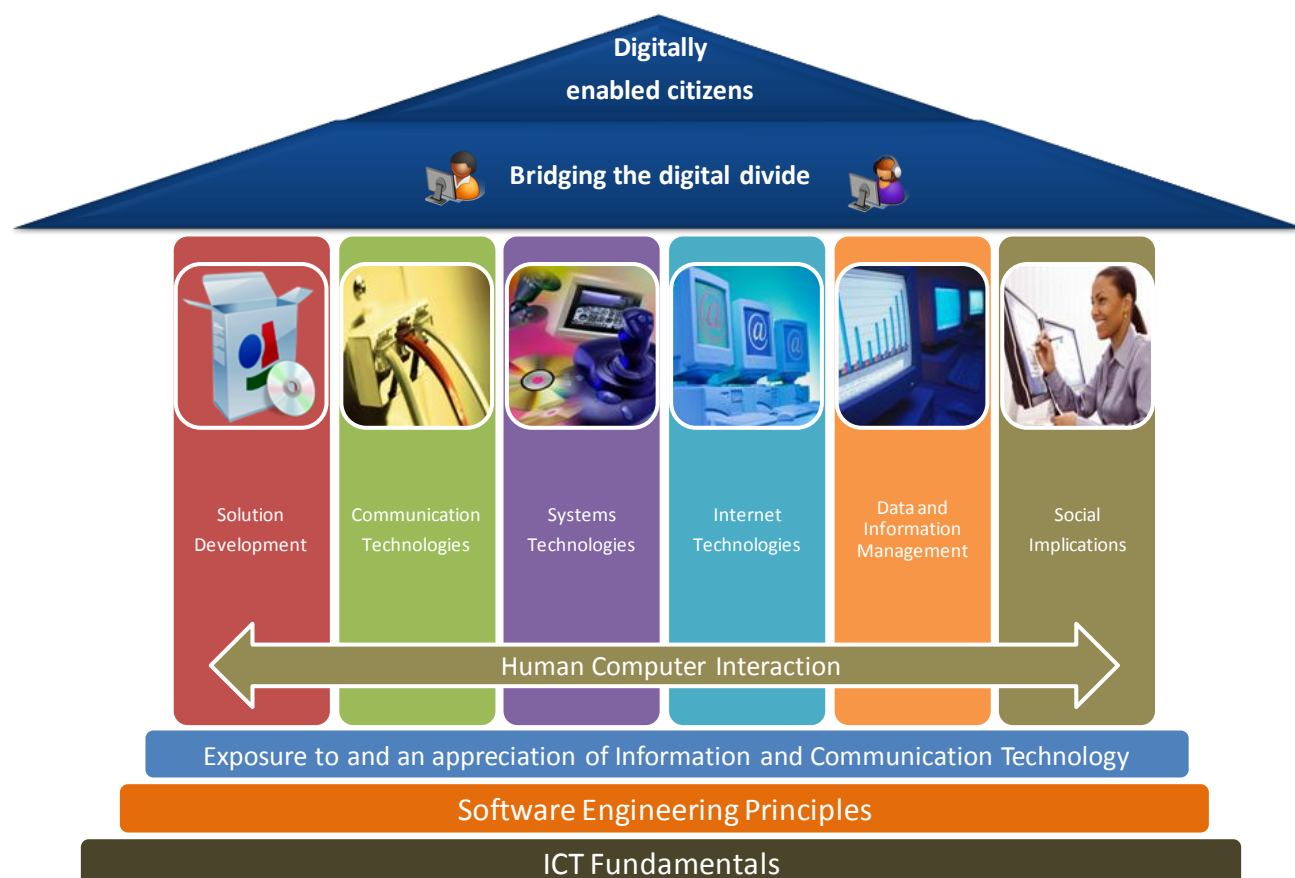 Digitally
enabled citizens
Bridging the digital divide
@
@
@
Solution
Development
Communication
Technologies
Systems
Technologies
Internet
Technologies
Data and
Information
Management
Social
Implications
Human Computer Interaction
Exposure to and an appreciation of Information and Communication Technology
Software Engineering Principles
ICT Fundamentals